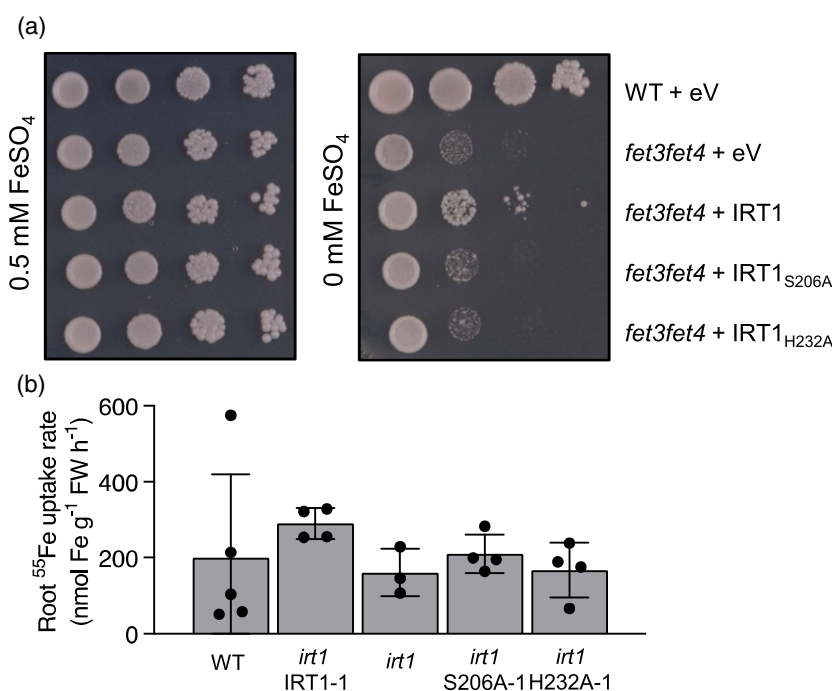 (a)
0.5 mM FeSO4
0 mM FeSO4
WT + eV
fet3fet4 + eV
fet3fet4 + IRT1
fet3fet4 + IRT1S206A
fet3fet4 + IRT1H232A
(b)
Root 55Fe uptake rate
(nmol Fe g-1 FW h-1)
600
400
200
0
WT
irt1
IRT1-1
irt1
irt1
S206A-1
irt1
H232A-1